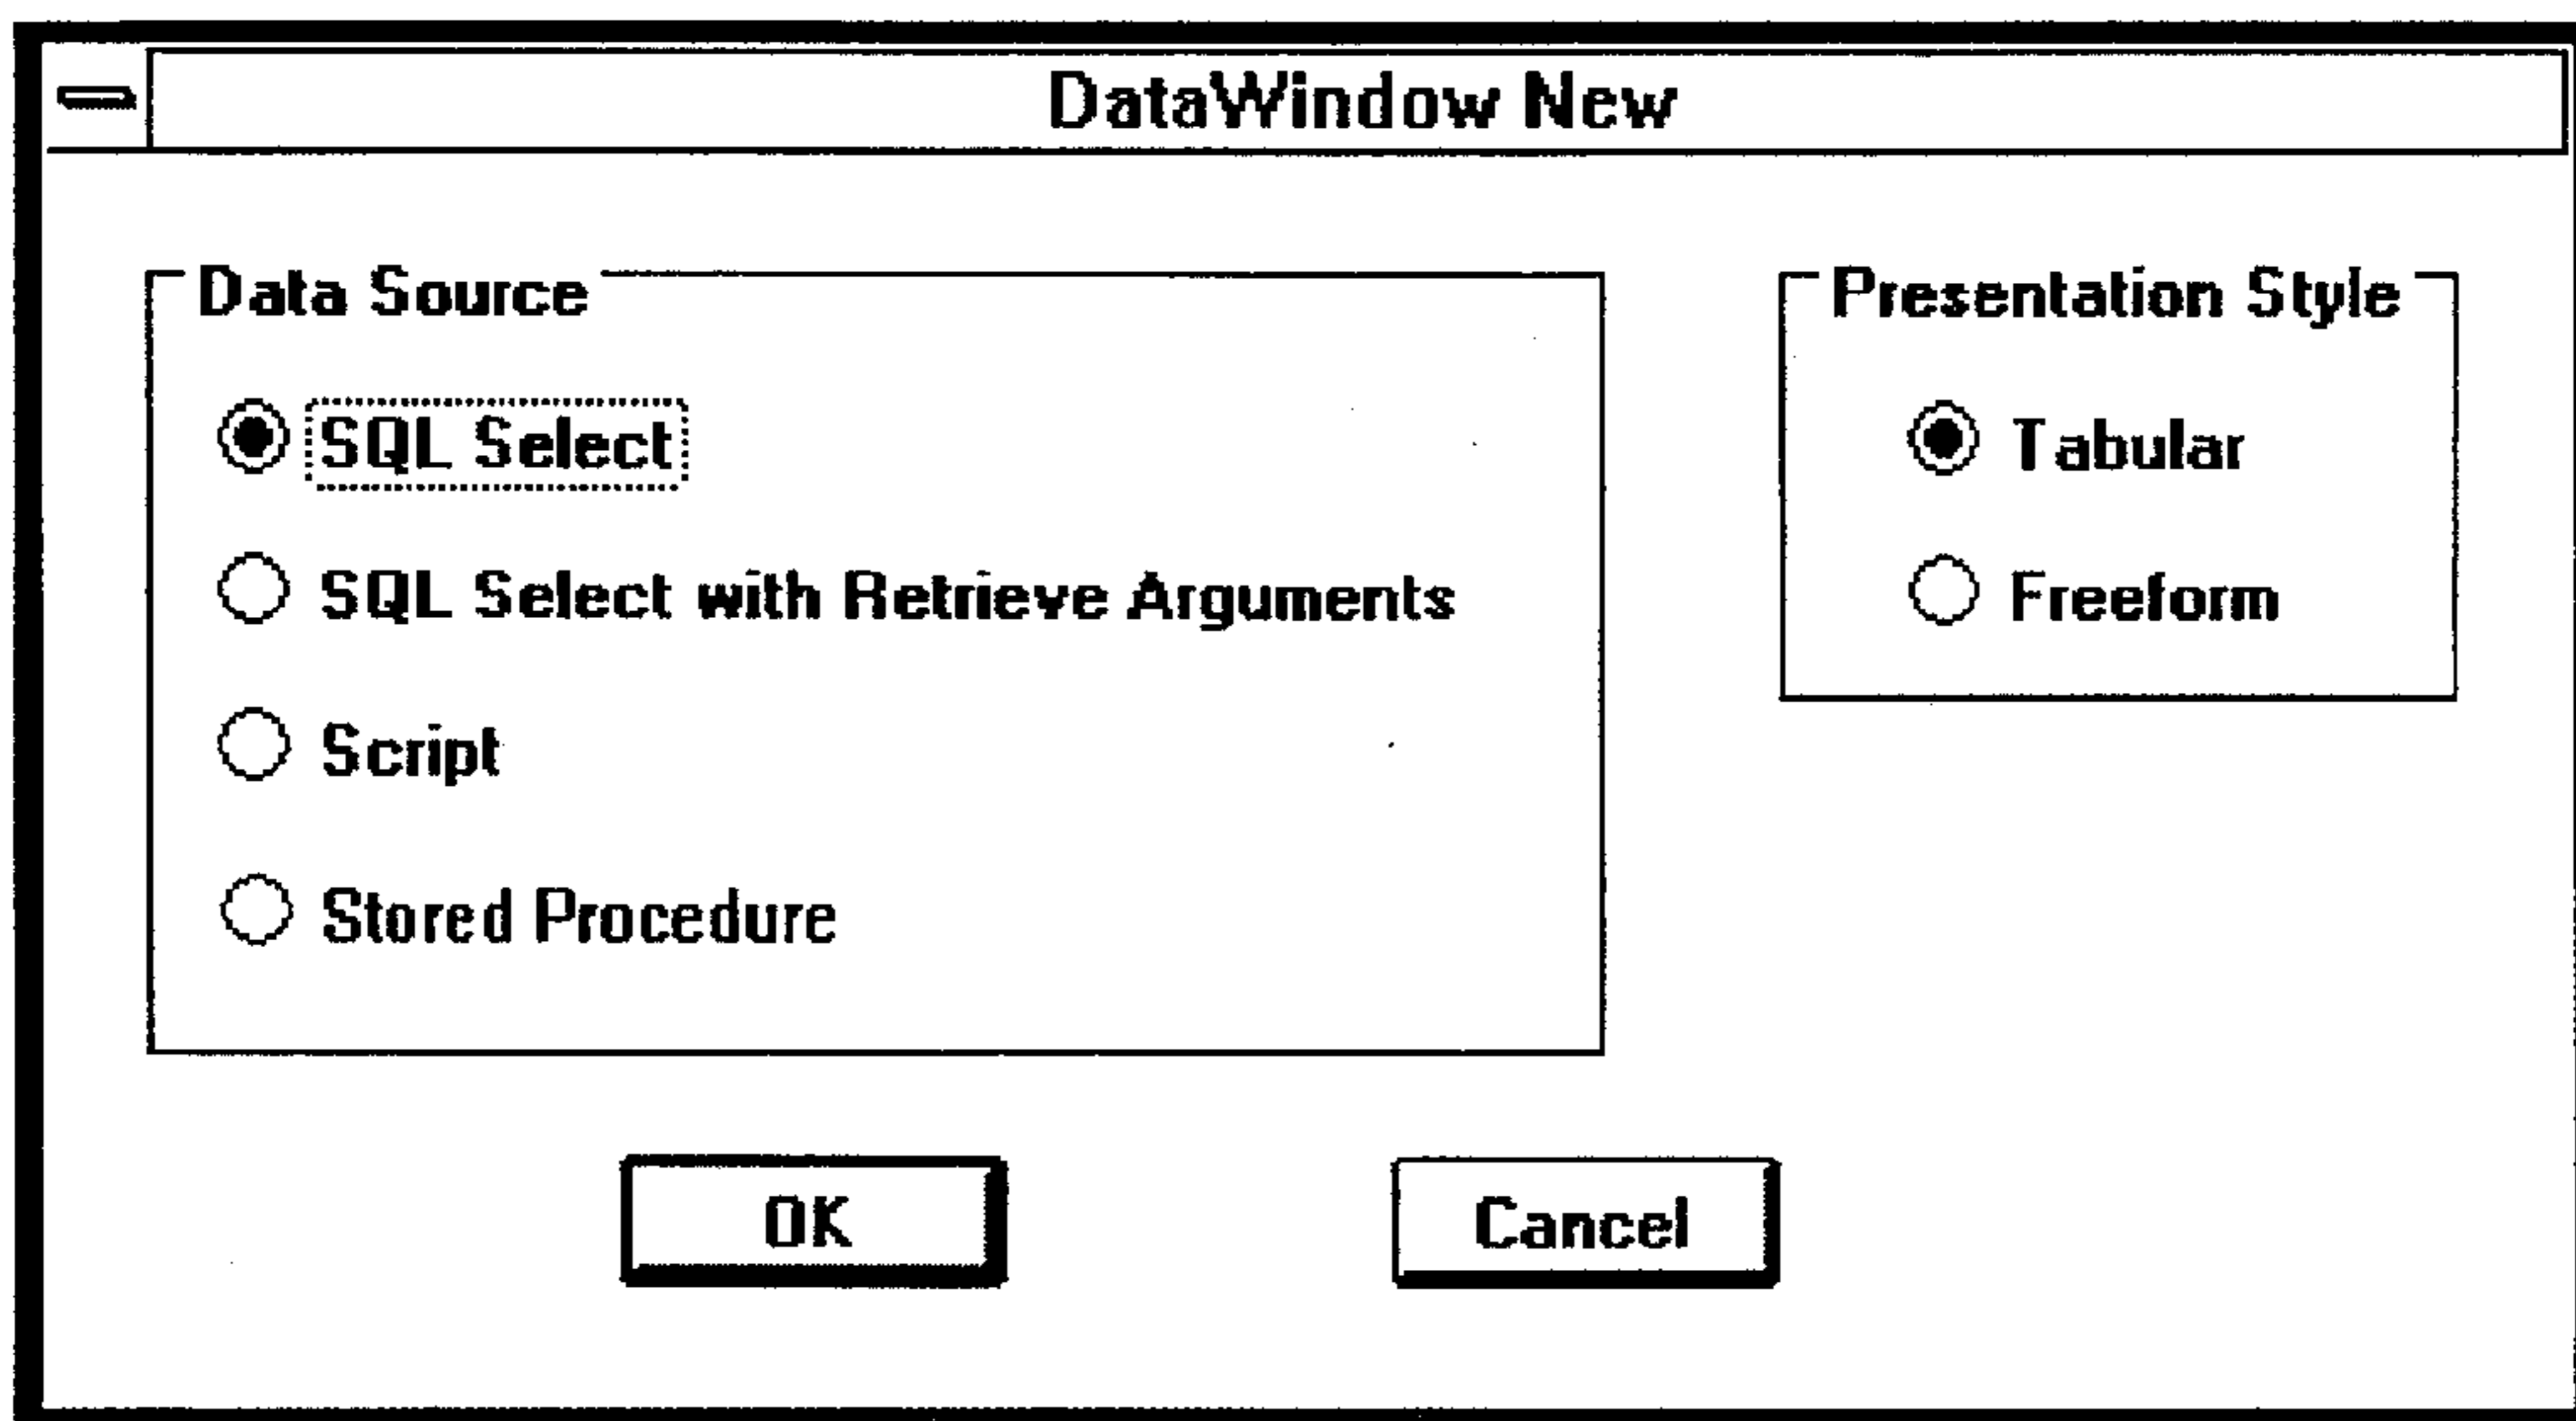 DataWindow New
Data Source
SQL Select
SQL Select with Retrieve Arguments
Script
Stored Procedure
Presentation Style
Tabular
Freeform
OK
Cancel